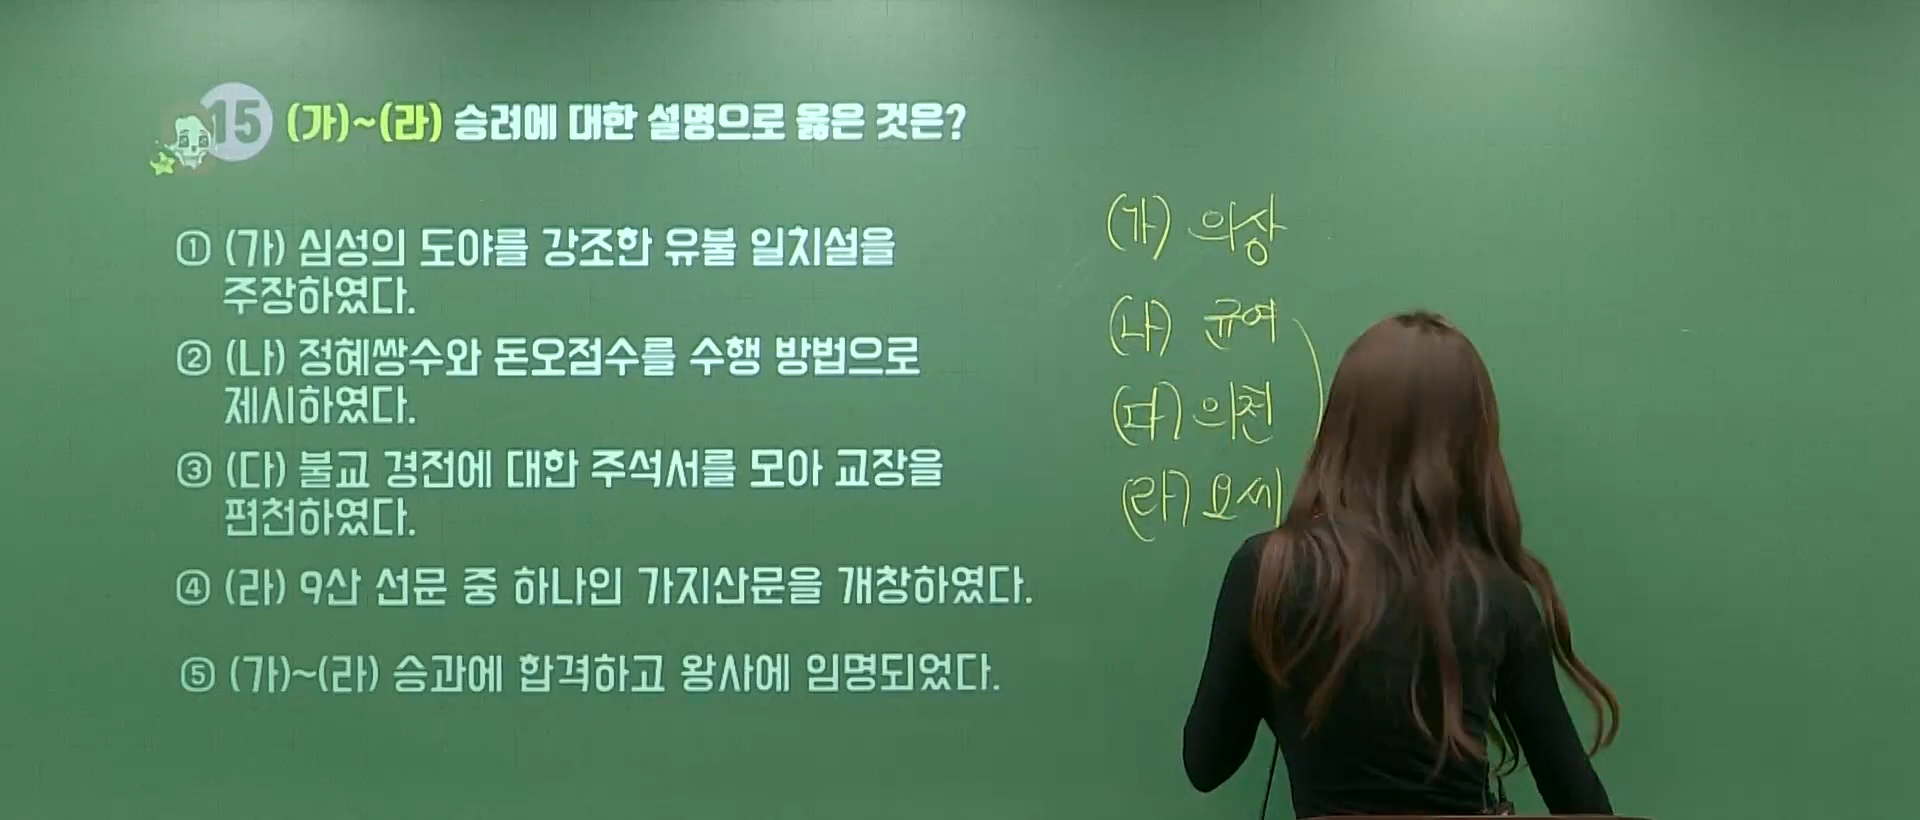 15 (가)~(라) 승려에 대한 설명으로 옳은 것은?
① (가) 심성의 도야를 강조한 유불 일치설을
주장하였다.
② (나) 정혜쌍수와 돈오점수를 수행 방법으로
제시하였다.
③ (다) 불교 경전에 대한 주석서를 모아 교장을
편천하였다.
④ (라) 9산 선문 중 하나인 가지산문을 개창하였다.
⑤ (가)~(라) 승과에 합격하고 왕사에 임명되었다.
(가) 의상
(나) 균여
(다) 의천
(라) 요세